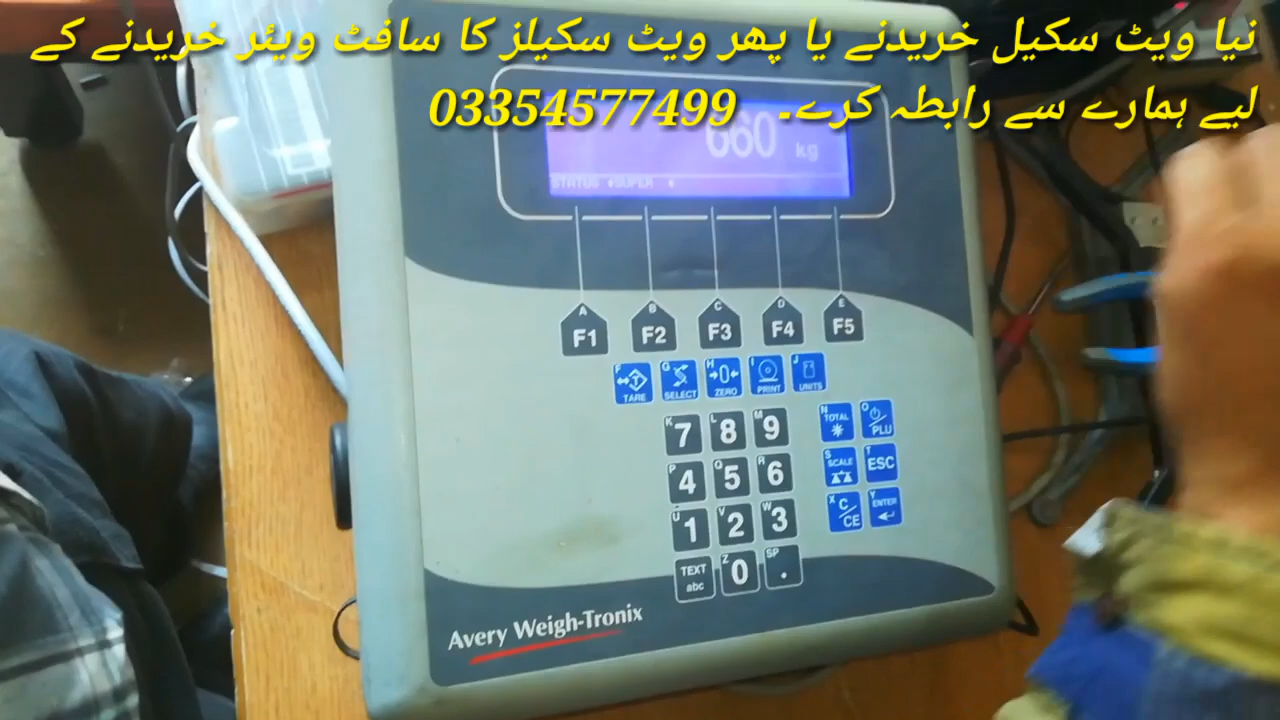 نیا ویٹ سکیل خریدنے یا پھر ویٹ سکیلز کا سافٹ ویئر خریدنے کے
لیے ہمارے سے رابطہ کرے۔ 03354577499
660 kg
STATUS SUPER
A B C D E
F1 F2 F3 F4 F5
F TARE G SELECT H ZERO I PRINT J UNITS
K 7 L 8 M 9 N TOTAL O PLU
P 4 Q 5 R 6 S SCALE T ESC
U 1 V 2 W 3 X C/CE Y ENTER
TEXT abc Z 0 SP .
Avery Weigh-Tronix